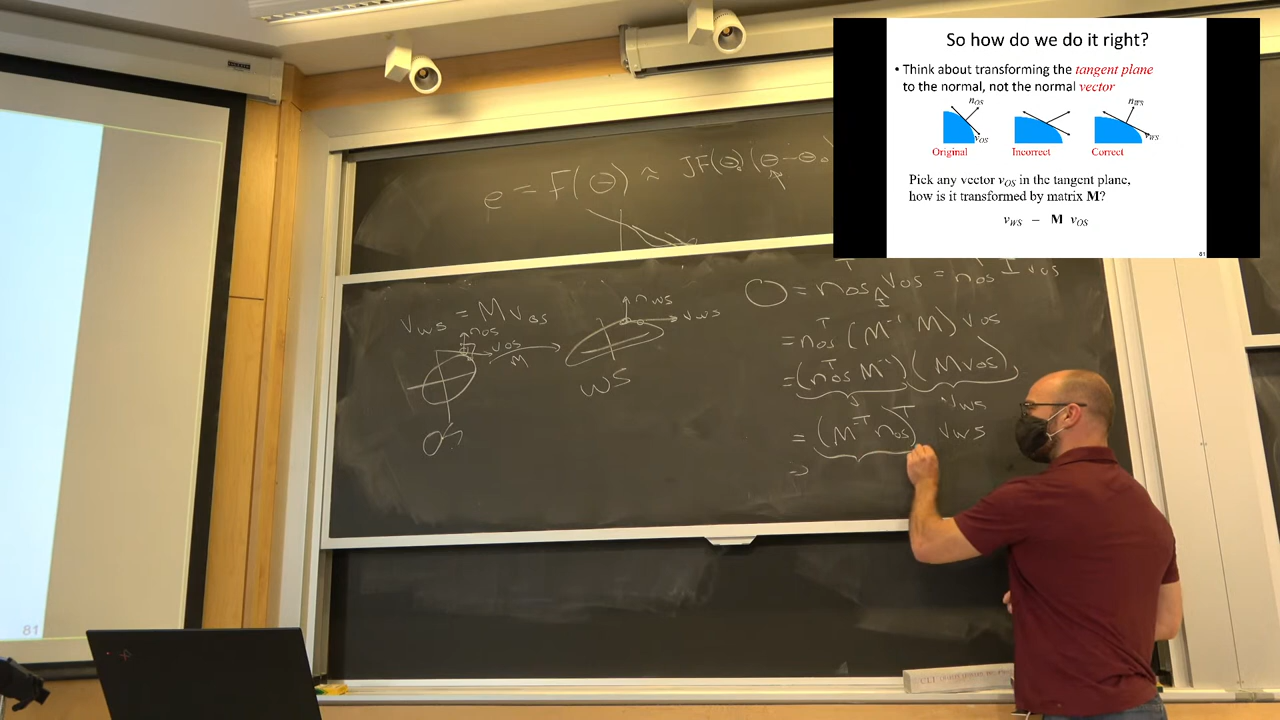 So how do we do it right?
• Think about transforming the tangent plane
to the normal, not the normal vector
nOS
vOS
nWS
vWS
Original
Incorrect
Correct
Pick any vector vOS in the tangent plane,
how is it transformed by matrix M?
vWS = M vOS
61
e = F(Θ) ≈ JF(Θ₀)(Θ-Θ₀
vws = Mvos
nos
vos
M
OS
nws
vws
WS
0 = nosᵀ vos = nosᵀ I vos
I
= nosᵀ (M⁻¹ M) vos
= (nosᵀ M⁻¹)(Mvos)
vws
= (M⁻ᵀ nos)ᵀ vws
⇒
81